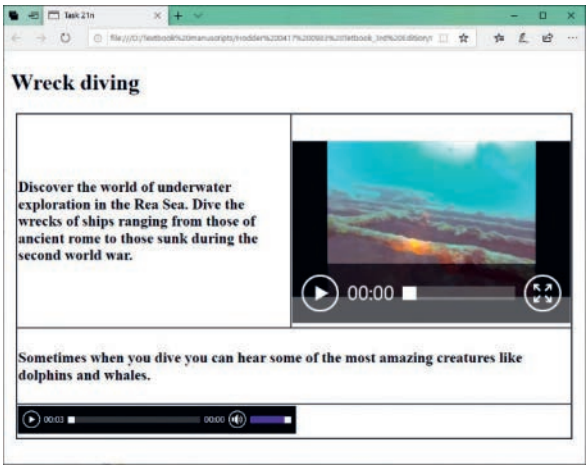 Task 21n
Wreck diving
Discover the world of underwater
exploration in the Rea Sea. Dive the
wrecks of ships ranging from those of
ancient rome to those sunk during the
second world war.
00:00
Sometimes when you dive you can hear some of the most amazing creatures like
dolphins and whales.
00:03
00:00